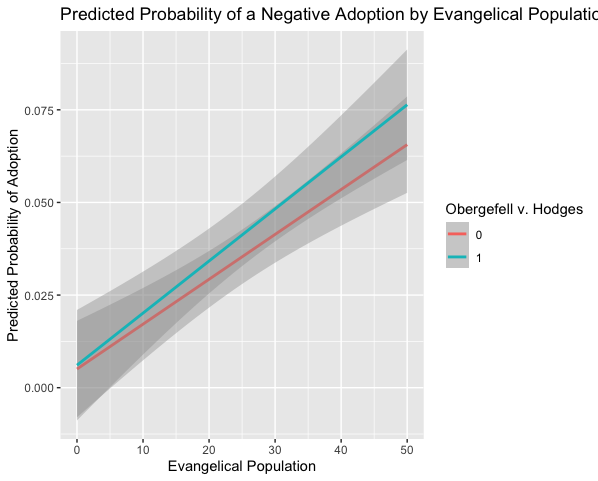 Predicted Probability of a Negative Adoption by Evangelical Populatio
Predicted Probability of Adoption
0.075
0.050
0.025
0.000
0 10 20 30 40 50
Evangelical Population
Obergefell v. Hodges
0
1